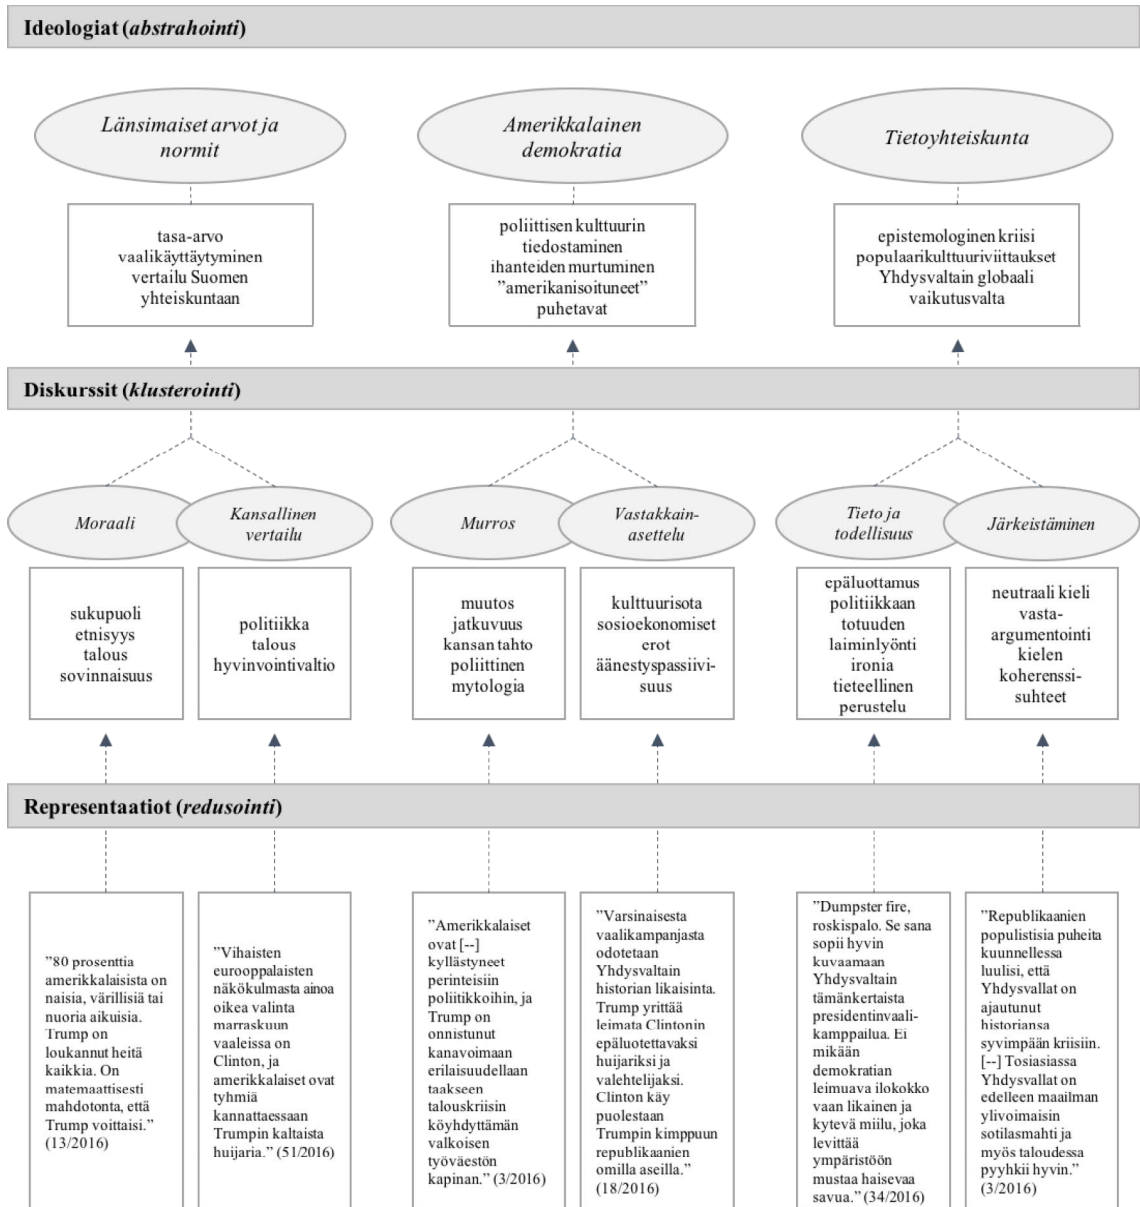 Ideologiat (abstrahointi)
Länsimaiset arvot ja
normit
Amerikkalainen
demokratia
Tietoyhteiskunta
tasa-arvo
vaalikäyttäytyminen
vertailu Suomen
yhteiskuntaan
poliittisen kulttuurin
tiedostaminen
ihanteiden murtuminen
”amerikanisoituneet”
puhetavat
epistemologinen kriisi
populaarikulttuuriviittaukset
Yhdysvaltain globaali
vaikutusvalta
Diskurssit (klusterointi)
Moraali
Kansallinen
vertailu
Murros
Vastakkain-
asettelu
Tieto ja
todellisuus
Järkeistäminen
sukupuoli
etnisyys
talous
sovinnaisuus
politiikka
talous
hyvinvointivaltio
muutos
jatkuvuus
kansan tahto
poliittinen
mytologia
kulttuurisota
sosioekonomiset
erot
äänestyspassiivi-
suus
epäluottamus
politiikkaan
totuuden
laiminlyönti
ironia
tieteellinen
perustelu
neutraali kieli
vasta-
argumentointi
kielen
koherenssi-
suhteet
Representaatiot (redusointi)
”80 prosenttia
amerikkalaisista on
naisia, värillisiä tai
nuoria aikuisia.
Trump on
loukannut heitä
kaikkia. On
matemaattisesti
mahdotonta, että
Trump voittaisi.”
(13/2016)
”Vihaisten
eurooppalaisten
näkökulmasta ainoa
oikea valinta
marraskuun
vaaleissa on
Clinton, ja
amerikkalaiset ovat
tyhmiä
kannattaessaan
Trumpin kaltaista
huijaria.” (51/2016)
”Amerikkalaiset
ovat [--]
kyllästyneet
perinteisiin
poliitikkoihin, ja
Trump on
onnistunut
kanavoimaan
erilaisuudellaan
taakseen
talouskriisin
köyhdyttämän
valkoisen
työväestön
kapinan.” (3/2016)
”Varsinaisesta
vaalikampanjasta
odotetaan
Yhdysvaltain
historian likaisinta.
Trump yrittää
leimata Clintonin
epäluotettavaksi
huijariksi ja
valehtelijaksi.
Clinton käy
puolestaan
Trumpin kimppuun
republikaanien
omilla aseilla.”
(18/2016)
”Dumpster fire,
roskispalo. Se sana
sopii hyvin
kuvaamaan
Yhdysvaltain
tämänkertaista
presidentinvaali-
kamppailua. Ei
mikään
demokratian
leimuava ilokokko
vaan likainen ja
kytevä miilu, joka
levittää
ympäristöön
mustaa haisevaa
savua.” (34/2016)
”Republikaanien
populistisia puheita
kuunnellessa
luulisi, että
Yhdysvallat on
ajautunut
historiansa
syvimpään kriisiin.
[--] Tosiasiassa
Yhdysvallat on
edelleen maailman
ylivoimaisin
sotilasmahti ja
myös taloudessa
pyyhkii hyvin.”
(3/2016)